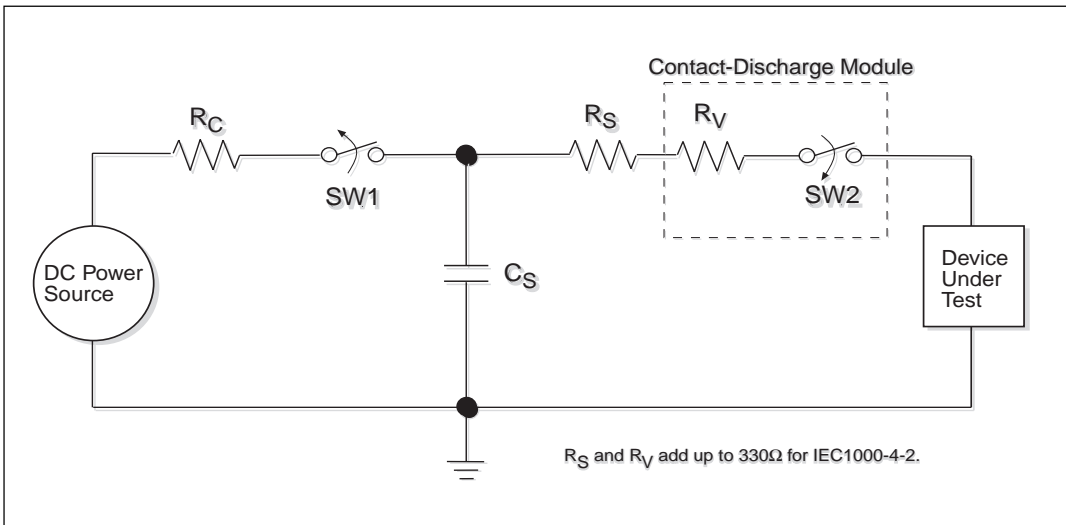 Contact-Discharge Module
RC
RS
RV
SW1
SW2
DC Power
Source
CS
Device
Under
Test
RS and RV add up to 330Ω for IEC1000-4-2.